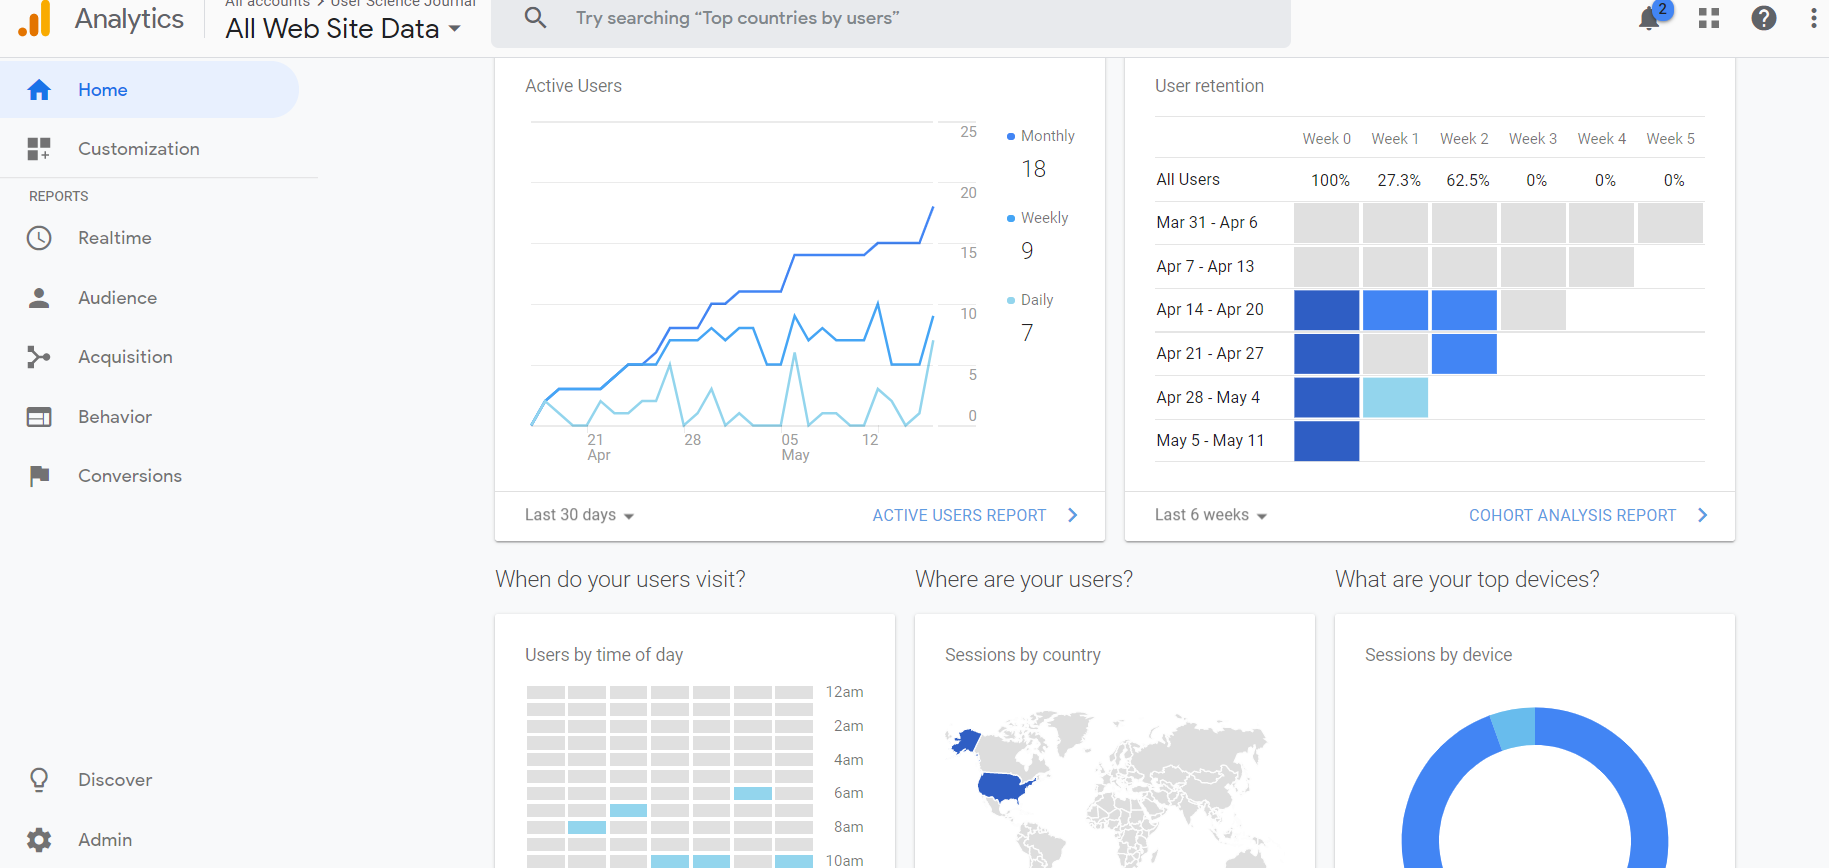 All accounts > User Science Journal
Analytics
All Web Site Data
Try searching “Top countries by users”
2
Home
Customization
REPORTS
Realtime
Audience
Acquisition
Behavior
Conversions
Discover
Admin
Active Users
25
20
15
10
5
0
21
Apr
28
05
May
12
Monthly
18
Weekly
9
Daily
7
Last 30 days
ACTIVE USERS REPORT
User retention
Week 0 Week 1 Week 2 Week 3 Week 4 Week 5
All Users 100% 27.3% 62.5% 0% 0% 0%
Mar 31 - Apr 6
Apr 7 - Apr 13
Apr 14 - Apr 20
Apr 21 - Apr 27
Apr 28 - May 4
May 5 - May 11
Last 6 weeks
COHORT ANALYSIS REPORT
When do your users visit?
Users by time of day
12am
2am
4am
6am
8am
10am
Where are your users?
Sessions by country
What are your top devices?
Sessions by device